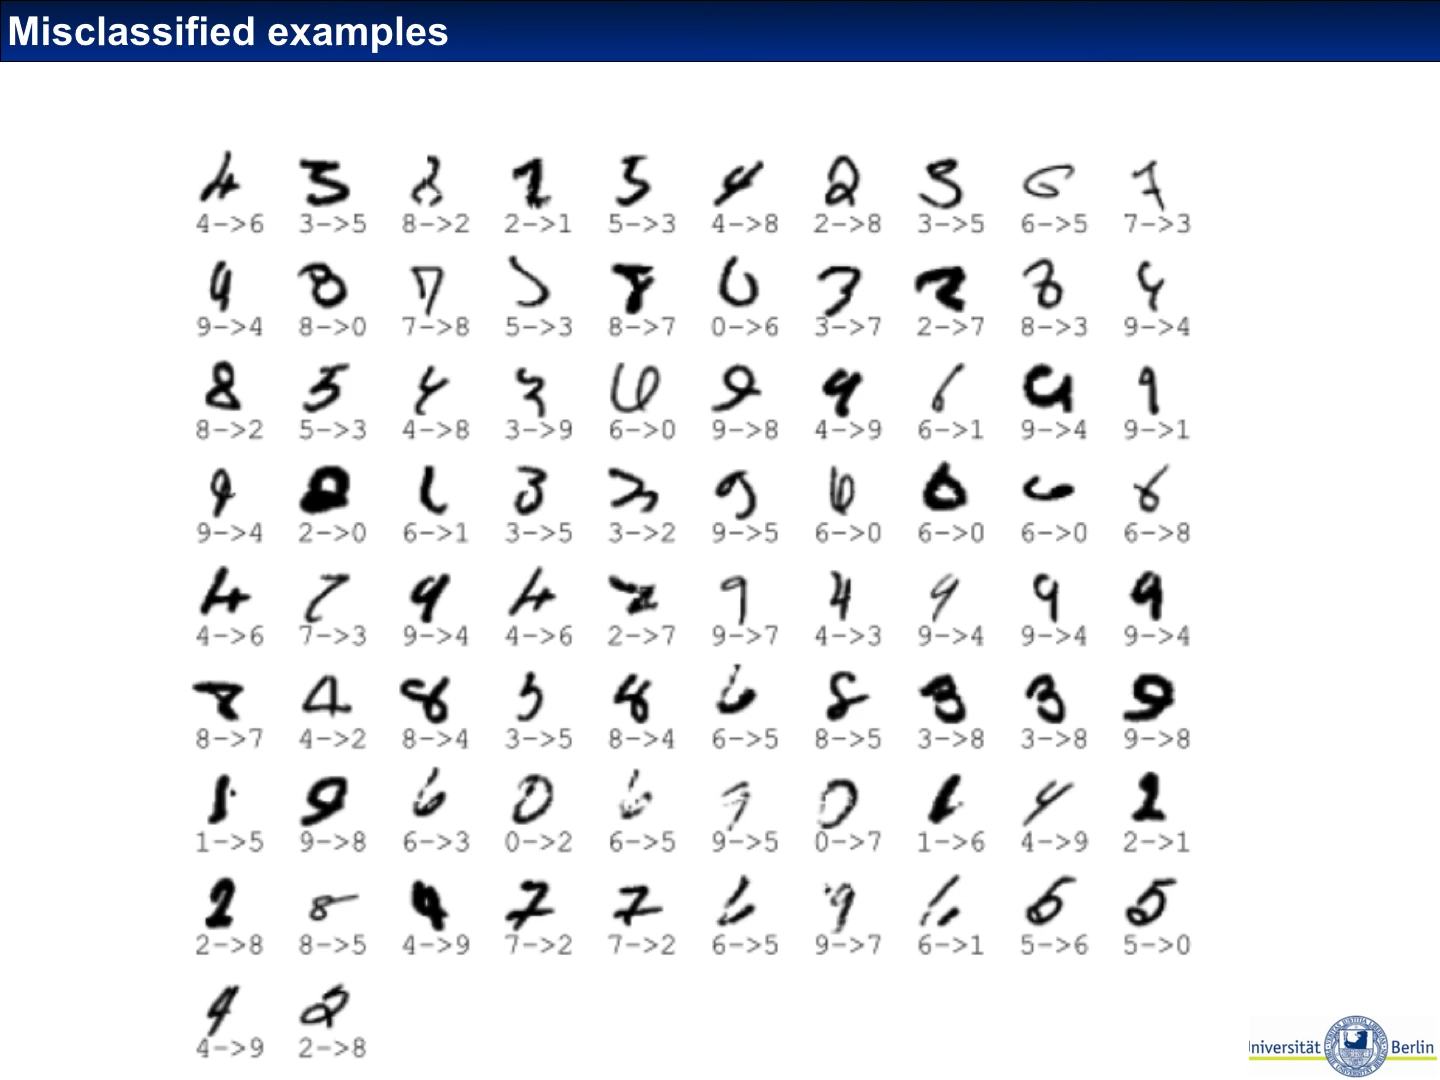 Misclassified examples
4->6 3->5 8->2 2->1 5->3 4->8 2->8 3->5 6->5 7->3
9->4 8->0 7->8 5->3 8->7 0->6 3->7 2->7 8->3 9->4
8->2 5->3 4->8 3->9 6->0 9->8 4->9 6->1 9->4 9->1
9->4 2->0 6->1 3->5 3->2 9->5 6->0 6->0 6->0 6->8
4->6 7->3 9->4 4->6 2->7 9->7 4->3 9->4 9->4 9->4
8->7 4->2 8->4 3->5 8->4 6->5 8->5 3->8 3->8 9->8
1->5 9->8 6->3 0->2 6->5 9->5 0->7 1->6 4->9 2->1
2->8 8->5 4->9 7->2 7->2 6->5 9->7 6->1 5->6 5->0
4->9 2->8
niversität Berlin